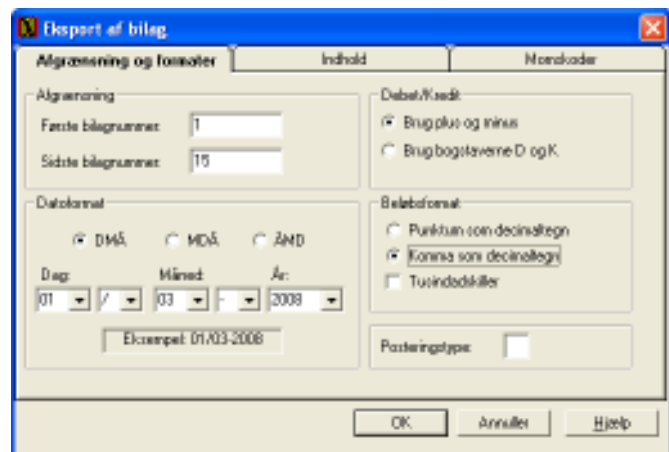 Eksport af bilag
Afgrænsning og formater Indhold Momskoder
Afgrænsning
Første bilagnummer: 1
Sidste bilagnummer: 15
Debet/Kredit
Brug plus og minus
Brug bogstaverne D og K
Datoformat
DMÅ MDÅ ÅMD
Dag: Måned: År:
01 / 03 - 2008
Eksempel: 01/03-2008
Beløbsformat
Punktum som decimaltegn
Komma som decimaltegn
Tusindadskiller
Posteringstype:
OK Annuller Hjælp